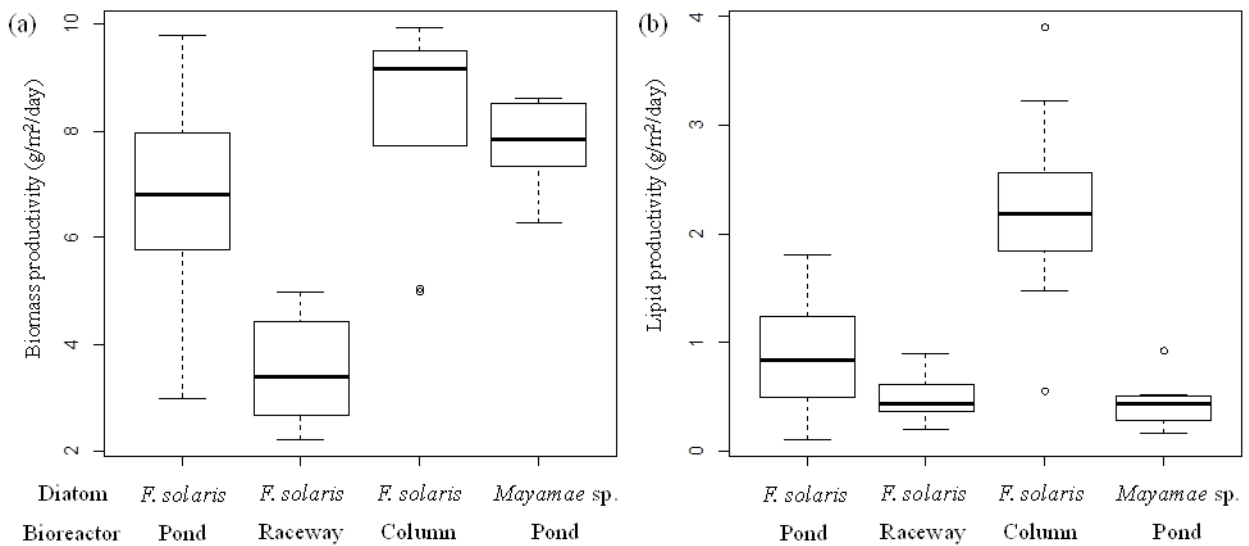 (a)
Biomass productivity (g/m²/day)
10
8
6
4
2
(b)
Lipid productivity (g/m²/day)
4
3
2
1
0
Diatom F. solaris F. solaris F. solaris Mayamae sp. F. solaris F. solaris F. solaris Mayamae sp.
Bioreactor Pond Raceway Column Pond Pond Raceway Column Pond